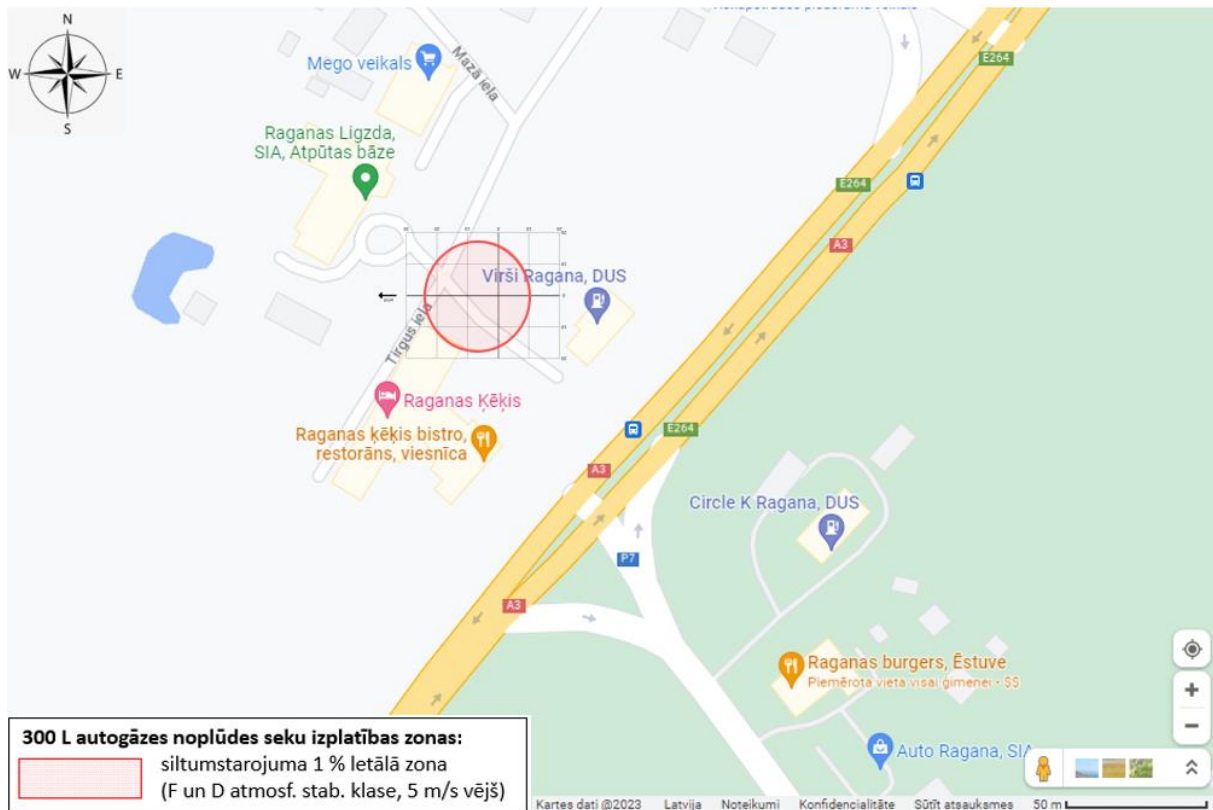 N
W
E
S
Mego veikals
Mazā iela
E264
Raganas Ligzda,
SIA, Atpūtas bāze
E264
A3
Virši Ragana, DUS
Tirgus iela
Raganas Ķēķis
Raganas ķēķis bistro,
restorāns, viesnīca
E264
A3
Circle K Ragana, DUS
P7
A3
Raganas burgers, Ēstuve
Piemērota vieta visai ģimenei • $$
Auto Ragana, SIA
300 L autogāzes noplūdes seku izplatības zonas:
siltumstarojuma 1 % letālā zona
(F un D atmosf. stab. klase, 5 m/s vējš)
Kartes dati @2023 Latvija Noteikumi Konfidencialitāte Sūtīt atsauksmes 50 m